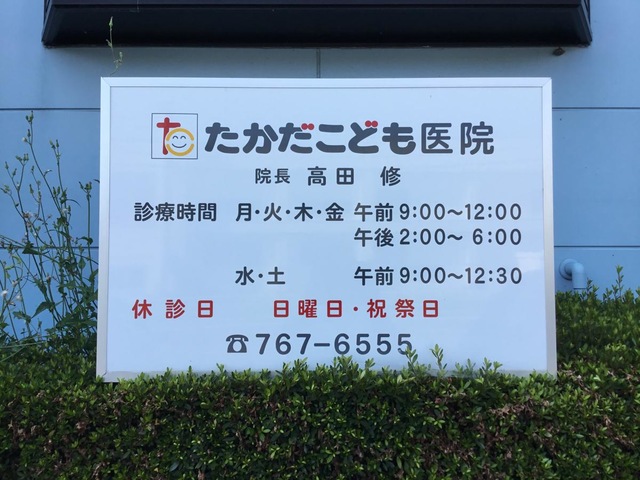 たかだこども医院
院長 高田 修
診療時間 月・火・木・金 午前 9:00〜12:00
午後 2:00〜 6:00
水・土 午前 9:00〜12:30
休診日 日曜日・祝祭日
☎767-6555